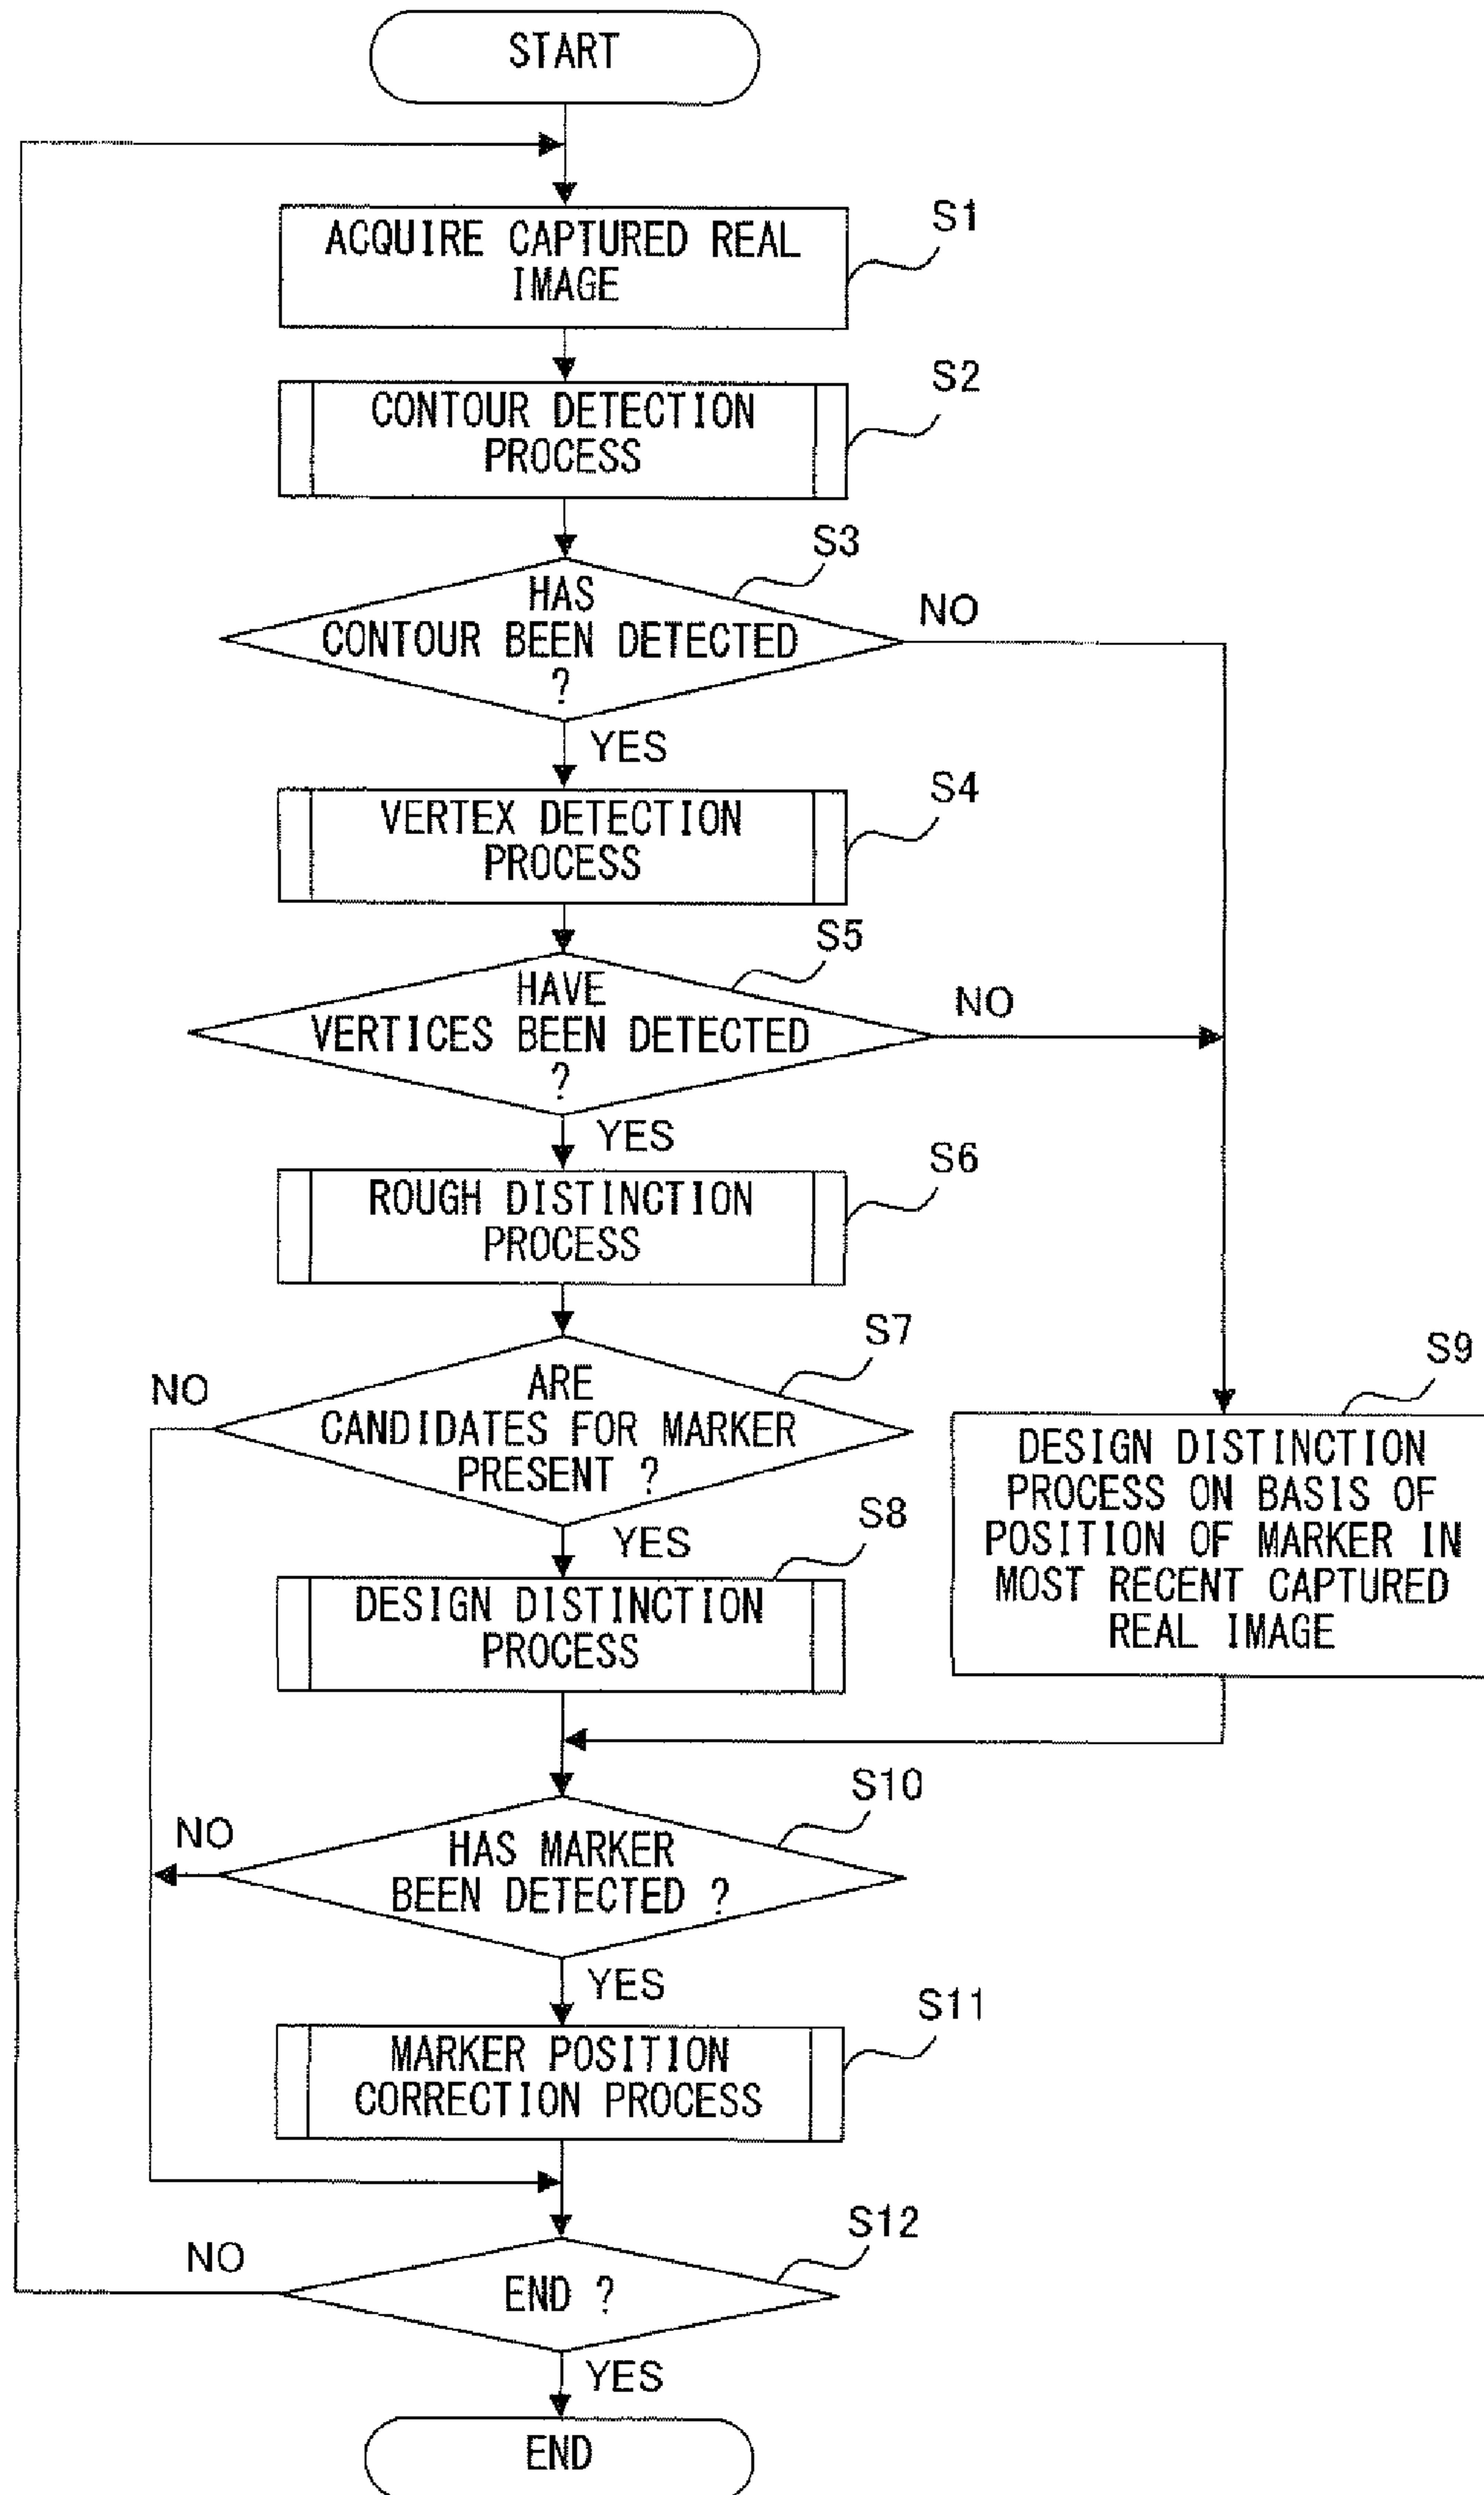 START
S1
ACQUIRE CAPTURED REAL
IMAGE
S2
CONTOUR DETECTION
PROCESS
S3
HAS
CONTOUR BEEN DETECTED
?
NO
YES
S4
VERTEX DETECTION
PROCESS
S5
HAVE
VERTICES BEEN DETECTED
?
NO
YES
S6
ROUGH DISTINCTION
PROCESS
S7
NO
ARE
CANDIDATES FOR MARKER
PRESENT ?
YES
S8
DESIGN DISTINCTION
PROCESS
S9
DESIGN DISTINCTION
PROCESS ON BASIS OF
POSITION OF MARKER IN
MOST RECENT CAPTURED
REAL IMAGE
S10
NO
HAS MARKER
BEEN DETECTED ?
YES
S11
MARKER POSITION
CORRECTION PROCESS
S12
NO
END ?
YES
END